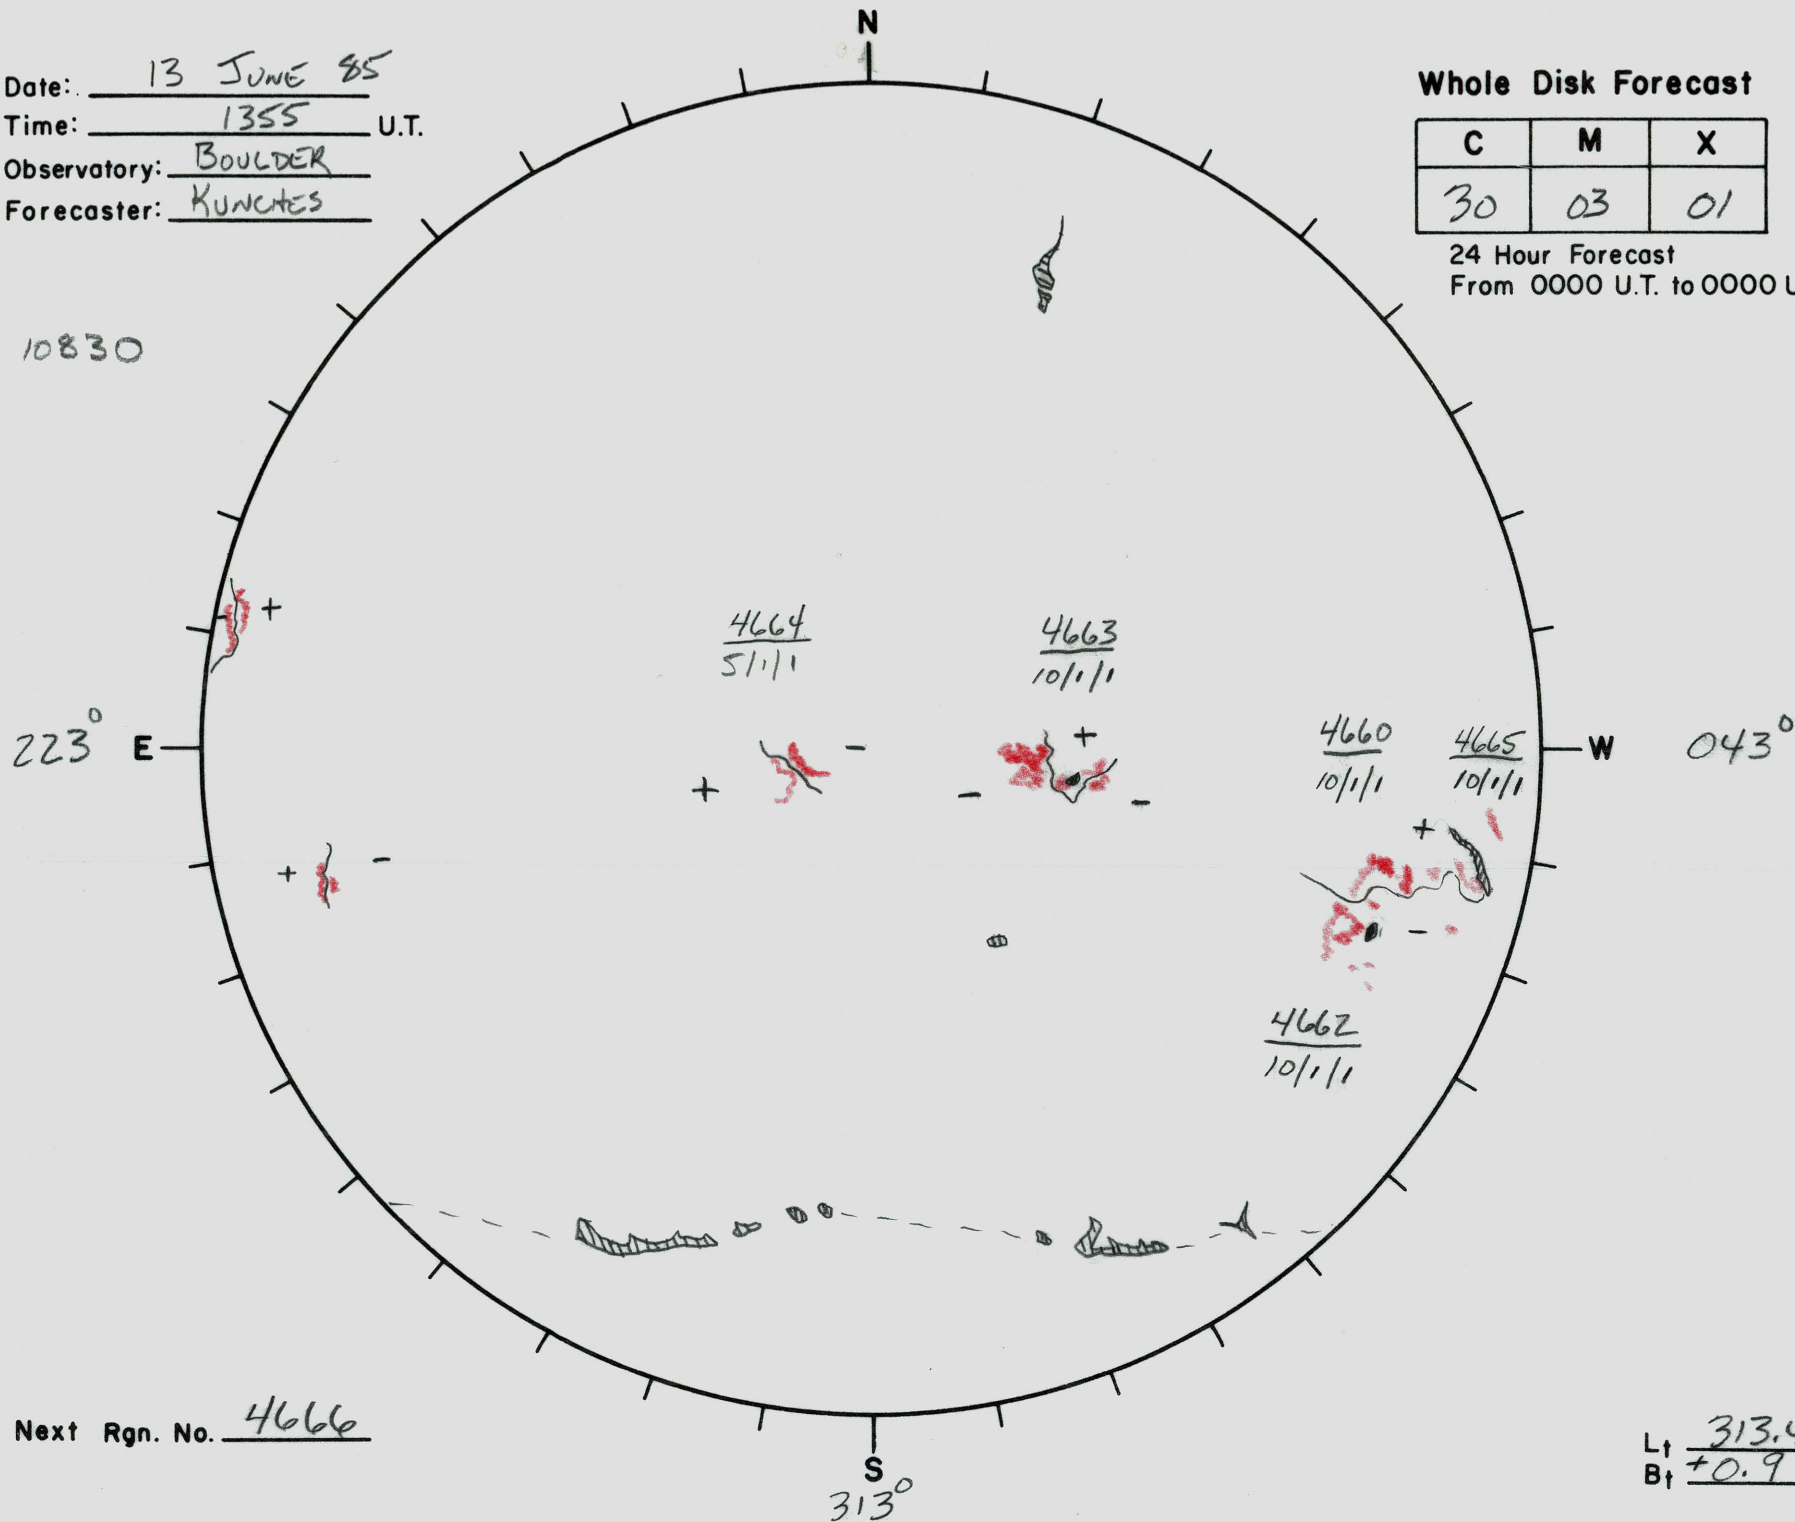 N
Date: 13 JUNE 85
Time: 1355 U.T.
Observatory: BOULDER
Forecaster: KUNCHES
Whole Disk Forecast
C M X
30 03 01
24 Hour Forecast
From 0000 U.T. to 0000 U
10830
+
4664
5/1/1
4663
10/1/1
223° E
+ -
- + -
4660
10/1/1
4665
10/1/1
W 043°
+
+ -
-
4662
10/1/1
Next Rgn. No. 4666
S
313°
Lt 313.
Bt +0.9